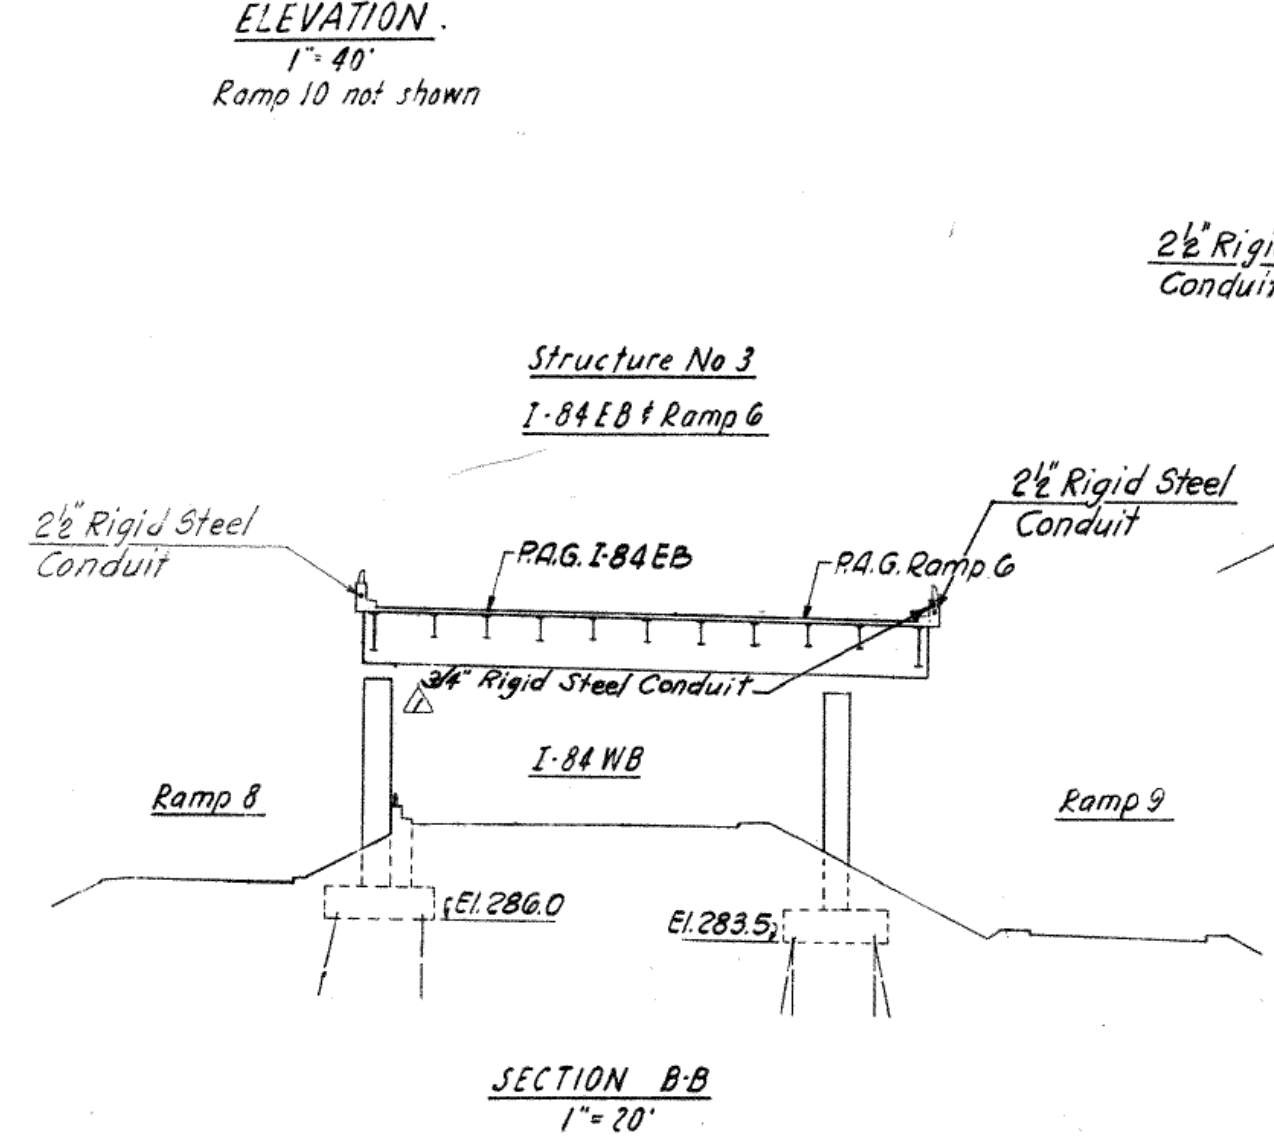 ELEVATION.
1"=40'
Ramp 10 not shown
2½" Rigi
Conduit
Structure No 3
I-84 EB & Ramp 6
2½" Rigid Steel
Conduit
2½" Rigid Steel
Conduit
P.A.G. I-84 EB
P.A.G. Ramp 6
3/4" Rigid Steel Conduit
1
I-84 WB
Ramp 8
Ramp 9
El. 286.0
El. 283.5
SECTION B-B
1"=20'